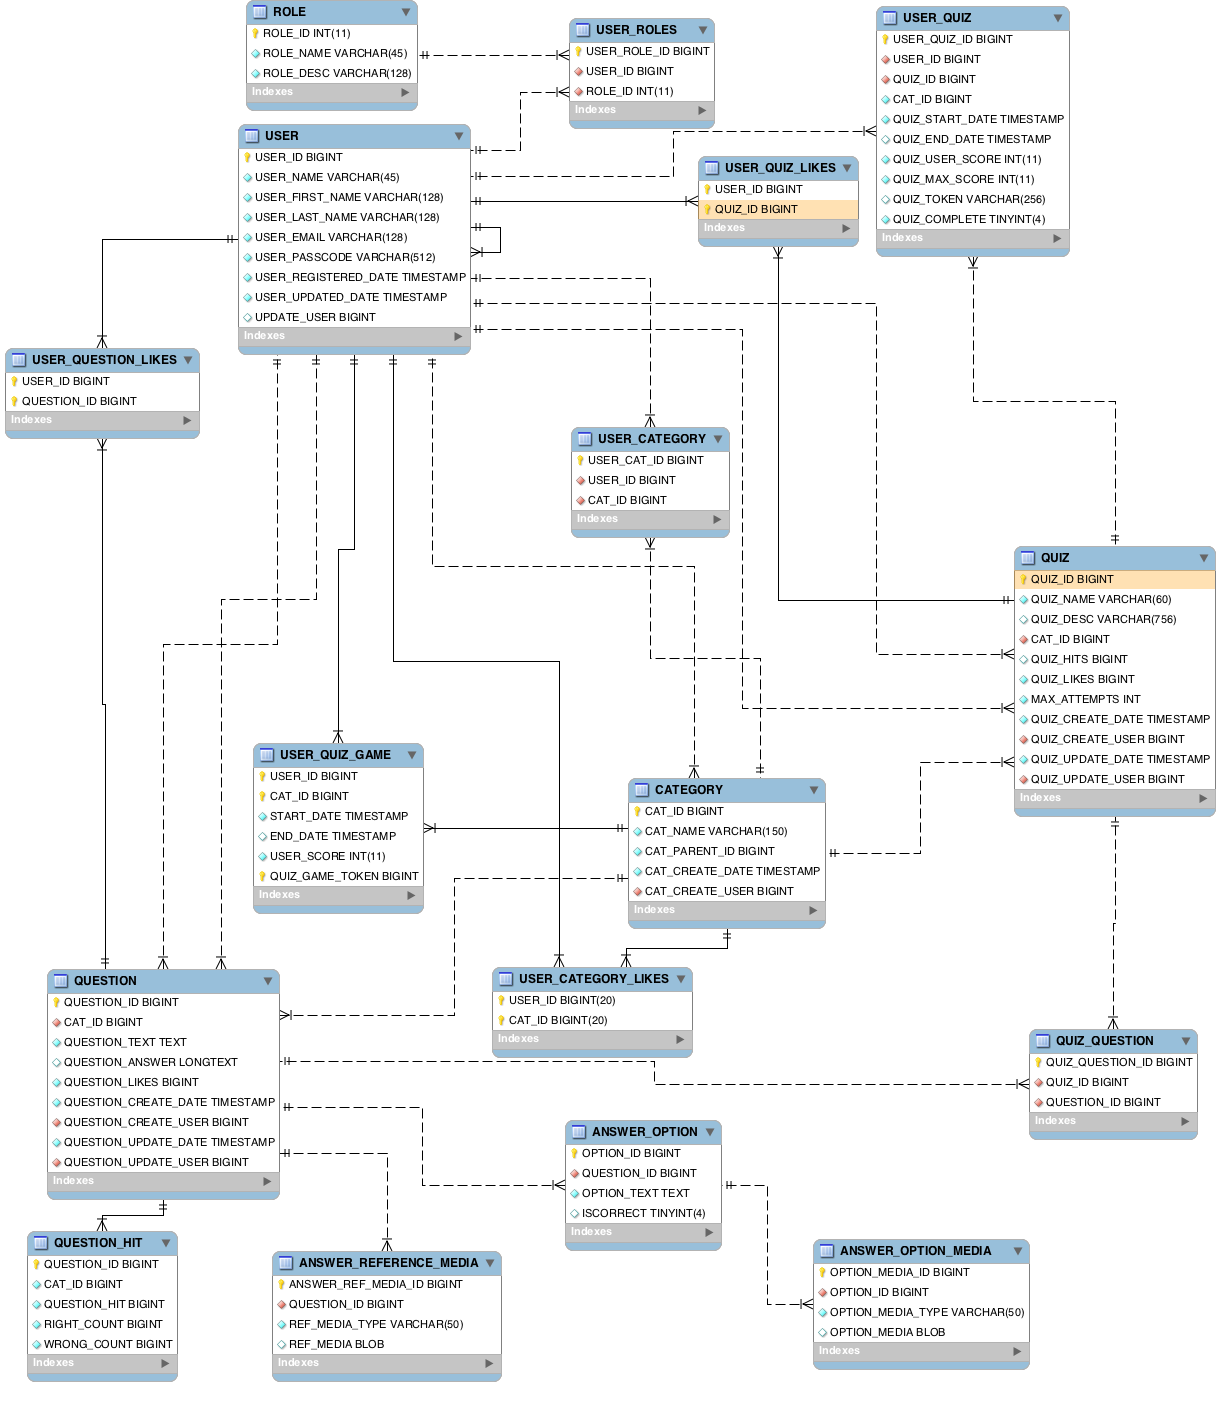 ROLE
ROLE_ID INT(11)
ROLE_NAME VARCHAR(45)
ROLE_DESC VARCHAR(128)
Indexes
USER_ROLES
USER_ROLE_ID BIGINT
USER_ID BIGINT
ROLE_ID INT(11)
Indexes
USER_QUIZ
USER_QUIZ_ID BIGINT
USER_ID BIGINT
QUIZ_ID BIGINT
CAT_ID BIGINT
QUIZ_START_DATE TIMESTAMP
QUIZ_END_DATE TIMESTAMP
QUIZ_USER_SCORE INT(11)
QUIZ_MAX_SCORE INT(11)
QUIZ_TOKEN VARCHAR(256)
QUIZ_COMPLETE TINYINT(4)
Indexes
USER
USER_ID BIGINT
USER_NAME VARCHAR(45)
USER_FIRST_NAME VARCHAR(128)
USER_LAST_NAME VARCHAR(128)
USER_EMAIL VARCHAR(128)
USER_PASSCODE VARCHAR(512)
USER_REGISTERED_DATE TIMESTAMP
USER_UPDATED_DATE TIMESTAMP
UPDATE_USER BIGINT
Indexes
USER_QUIZ_LIKES
USER_ID BIGINT
QUIZ_ID BIGINT
Indexes
USER_QUESTION_LIKES
USER_ID BIGINT
QUESTION_ID BIGINT
Indexes
USER_CATEGORY
USER_CAT_ID BIGINT
USER_ID BIGINT
CAT_ID BIGINT
Indexes
QUIZ
QUIZ_ID BIGINT
QUIZ_NAME VARCHAR(60)
QUIZ_DESC VARCHAR(756)
CAT_ID BIGINT
QUIZ_HITS BIGINT
QUIZ_LIKES BIGINT
MAX_ATTEMPTS INT
QUIZ_CREATE_DATE TIMESTAMP
QUIZ_CREATE_USER BIGINT
QUIZ_UPDATE_DATE TIMESTAMP
QUIZ_UPDATE_USER BIGINT
Indexes
USER_QUIZ_GAME
USER_ID BIGINT
CAT_ID BIGINT
START_DATE TIMESTAMP
END_DATE TIMESTAMP
USER_SCORE INT(11)
QUIZ_GAME_TOKEN BIGINT
Indexes
CATEGORY
CAT_ID BIGINT
CAT_NAME VARCHAR(150)
CAT_PARENT_ID BIGINT
CAT_CREATE_DATE TIMESTAMP
CAT_CREATE_USER BIGINT
Indexes
QUESTION
QUESTION_ID BIGINT
CAT_ID BIGINT
QUESTION_TEXT TEXT
QUESTION_ANSWER LONGTEXT
QUESTION_LIKES BIGINT
QUESTION_CREATE_DATE TIMESTAMP
QUESTION_CREATE_USER BIGINT
QUESTION_UPDATE_DATE TIMESTAMP
QUESTION_UPDATE_USER BIGINT
Indexes
USER_CATEGORY_LIKES
USER_ID BIGINT(20)
CAT_ID BIGINT(20)
Indexes
QUIZ_QUESTION
QUIZ_QUESTION_ID BIGINT
QUIZ_ID BIGINT
QUESTION_ID BIGINT
Indexes
ANSWER_OPTION
OPTION_ID BIGINT
QUESTION_ID BIGINT
OPTION_TEXT TEXT
ISCORRECT TINYINT(4)
Indexes
QUESTION_HIT
QUESTION_ID BIGINT
CAT_ID BIGINT
QUESTION_HIT BIGINT
RIGHT_COUNT BIGINT
WRONG_COUNT BIGINT
Indexes
ANSWER_REFERENCE_MEDIA
ANSWER_REF_MEDIA_ID BIGINT
QUESTION_ID BIGINT
REF_MEDIA_TYPE VARCHAR(50)
REF_MEDIA BLOB
Indexes
ANSWER_OPTION_MEDIA
OPTION_MEDIA_ID BIGINT
OPTION_ID BIGINT
OPTION_MEDIA_TYPE VARCHAR(50)
OPTION_MEDIA BLOB
Indexes